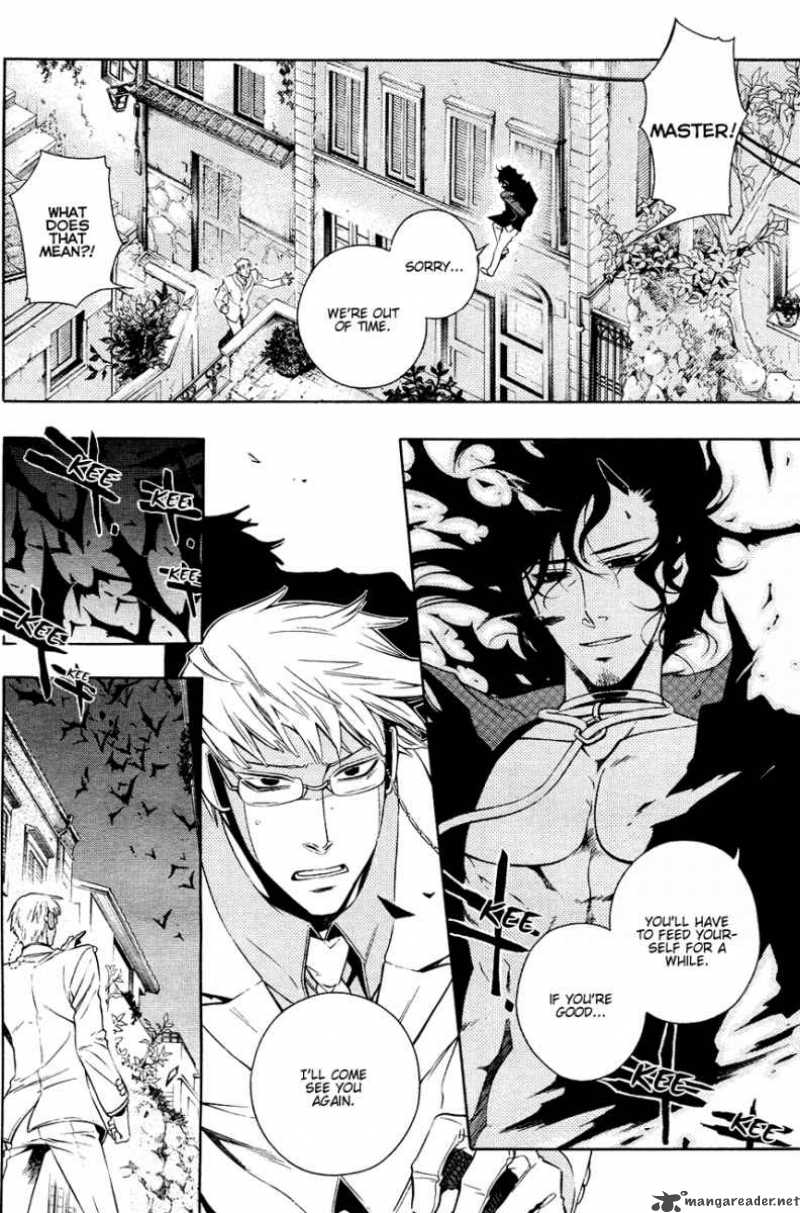 MASTER!
SORRY...
WE'RE OUT
OF TIME.
WHAT
DOES
THAT
MEAN?!
YOU'LL HAVE
TO FEED YOUR-
SELF FOR A
WHILE.
IF YOU'RE
GOOD...
KEE
KEE
KEE
I'LL COME
SEE YOU
AGAIN.
KEE
KEE
KEE
KEE
KEE
mangareader.net